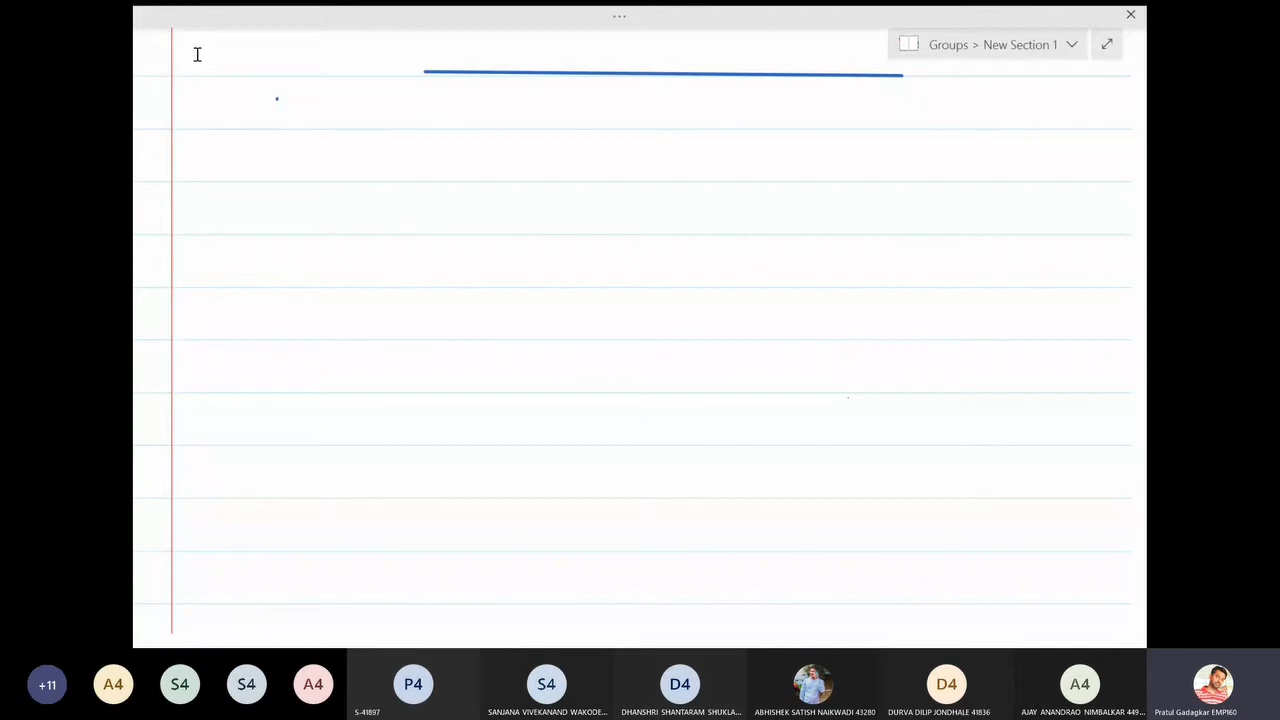 Groups > New Section 1
+11
A4
S4
S4
A4
P4
S4
D4
D4
A4
S-41897
SANJANA VIVEKANAND WAKODE...
DHANSHRI SHANTARAM SHUKLA...
ABHISHEK SATISH NAIKWADI 43280
DURVA DILIP JONDHALE 41836
AJAY ANANDRAO NIMBALKAR 449...
Pratul Gadagkar EMP160